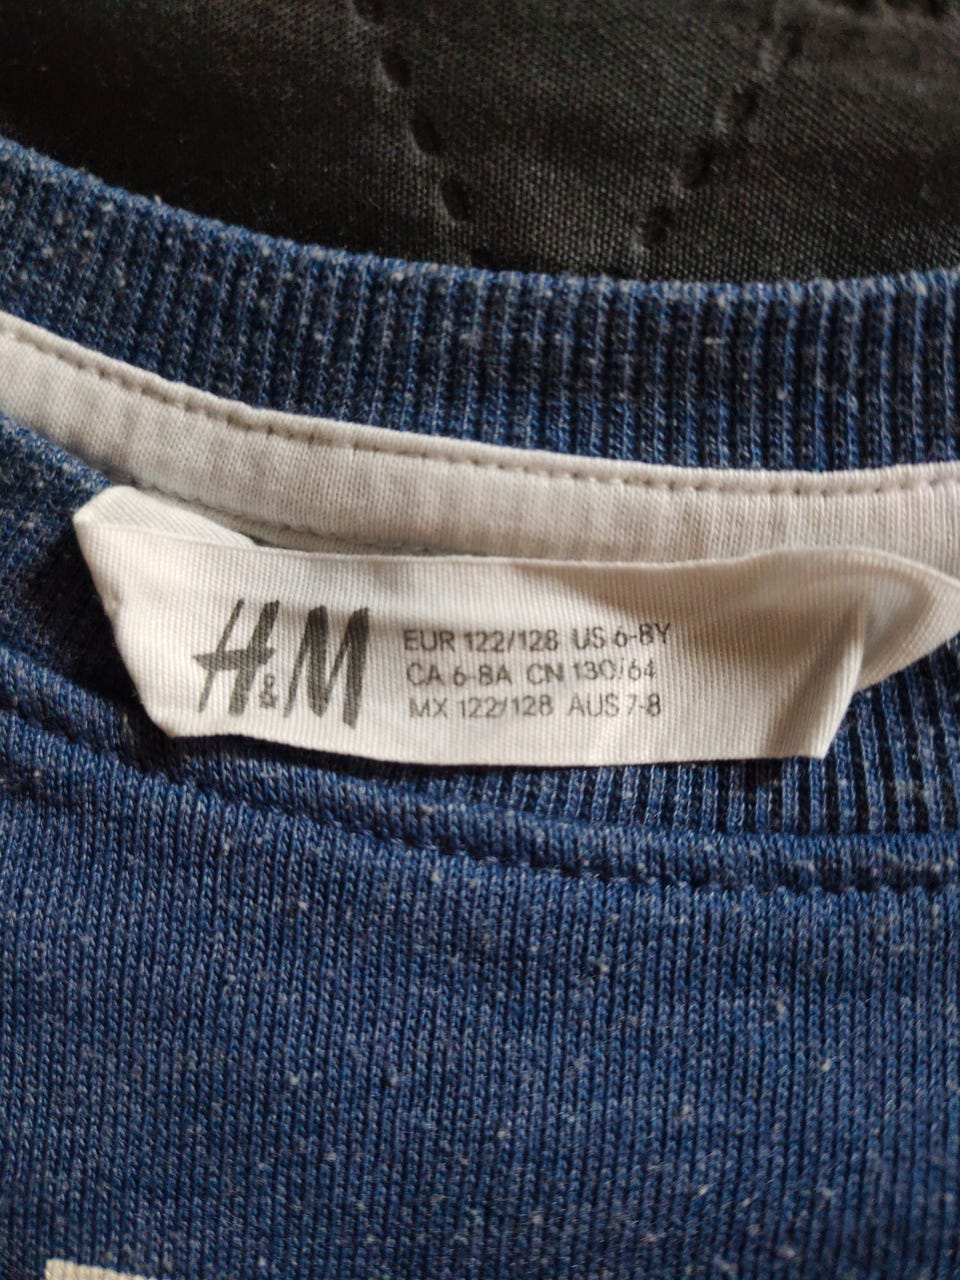 H&M
EUR 122/128 US 6-8Y
CA 6-8A CN 130/64
MX 122/128 AUS 7-8